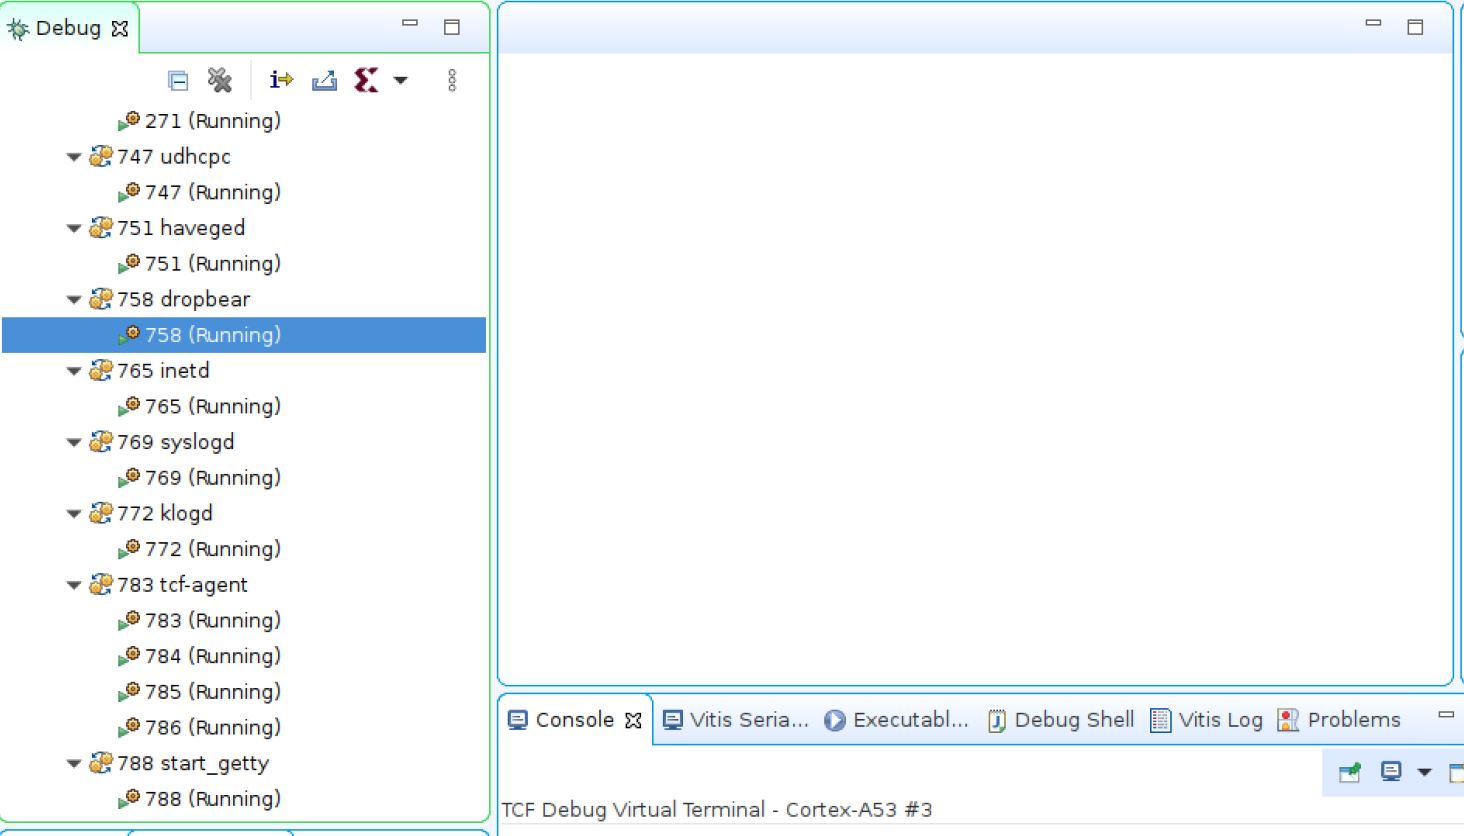 Debug
271 (Running)
747 udhcpc
747 (Running)
751 haveged
751 (Running)
758 dropbear
758 (Running)
765 inetd
765 (Running)
769 syslogd
769 (Running)
772 klogd
772 (Running)
783 tcf-agent
783 (Running)
784 (Running)
785 (Running)
786 (Running)
788 start_getty
788 (Running)
Console Vitis Seria... Executabl... Debug Shell Vitis Log Problems
TCF Debug Virtual Terminal - Cortex-A53 #3